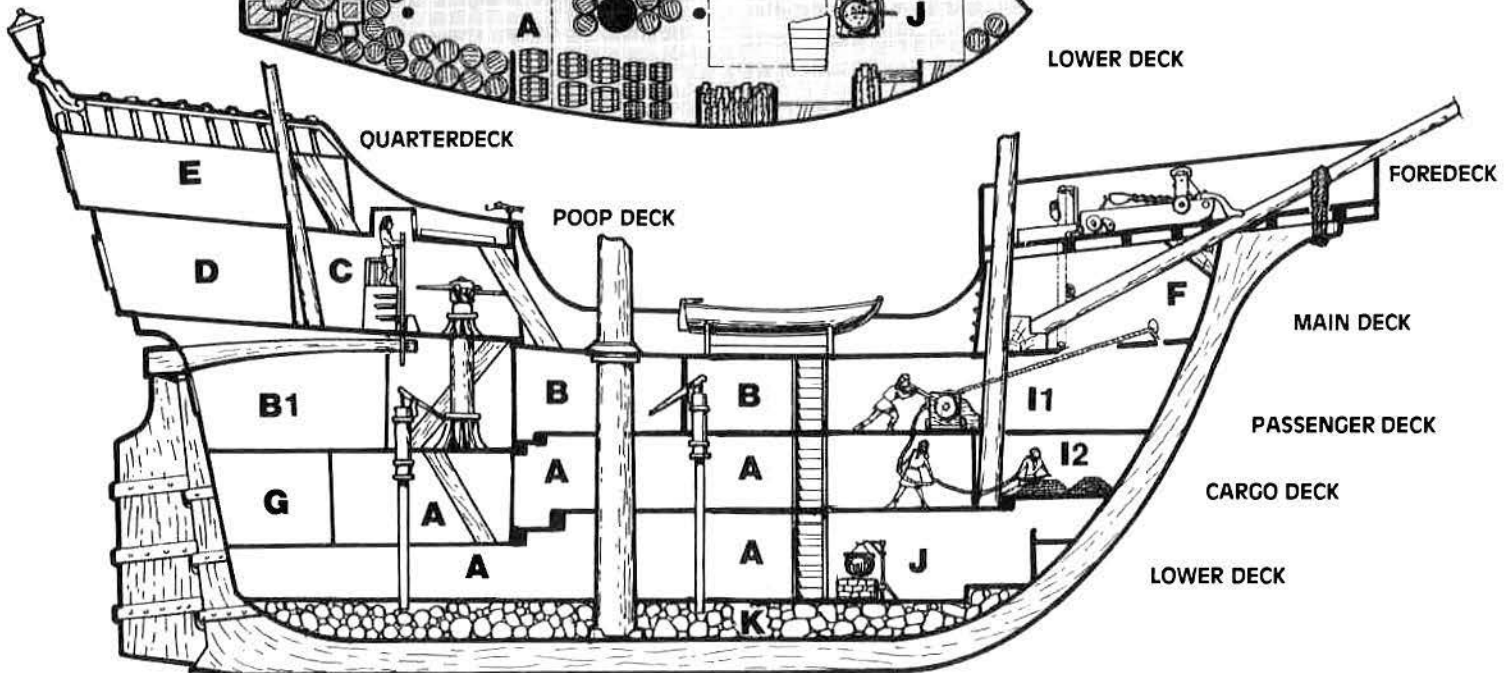 A
J
LOWER DECK
QUARTERDECK
E
FOREDECK
POOP DECK
D
C
F
MAIN DECK
B1
B
B
I1
PASSENGER DECK
A
A
I2
G
A
CARGO DECK
A
A
J
LOWER DECK
K